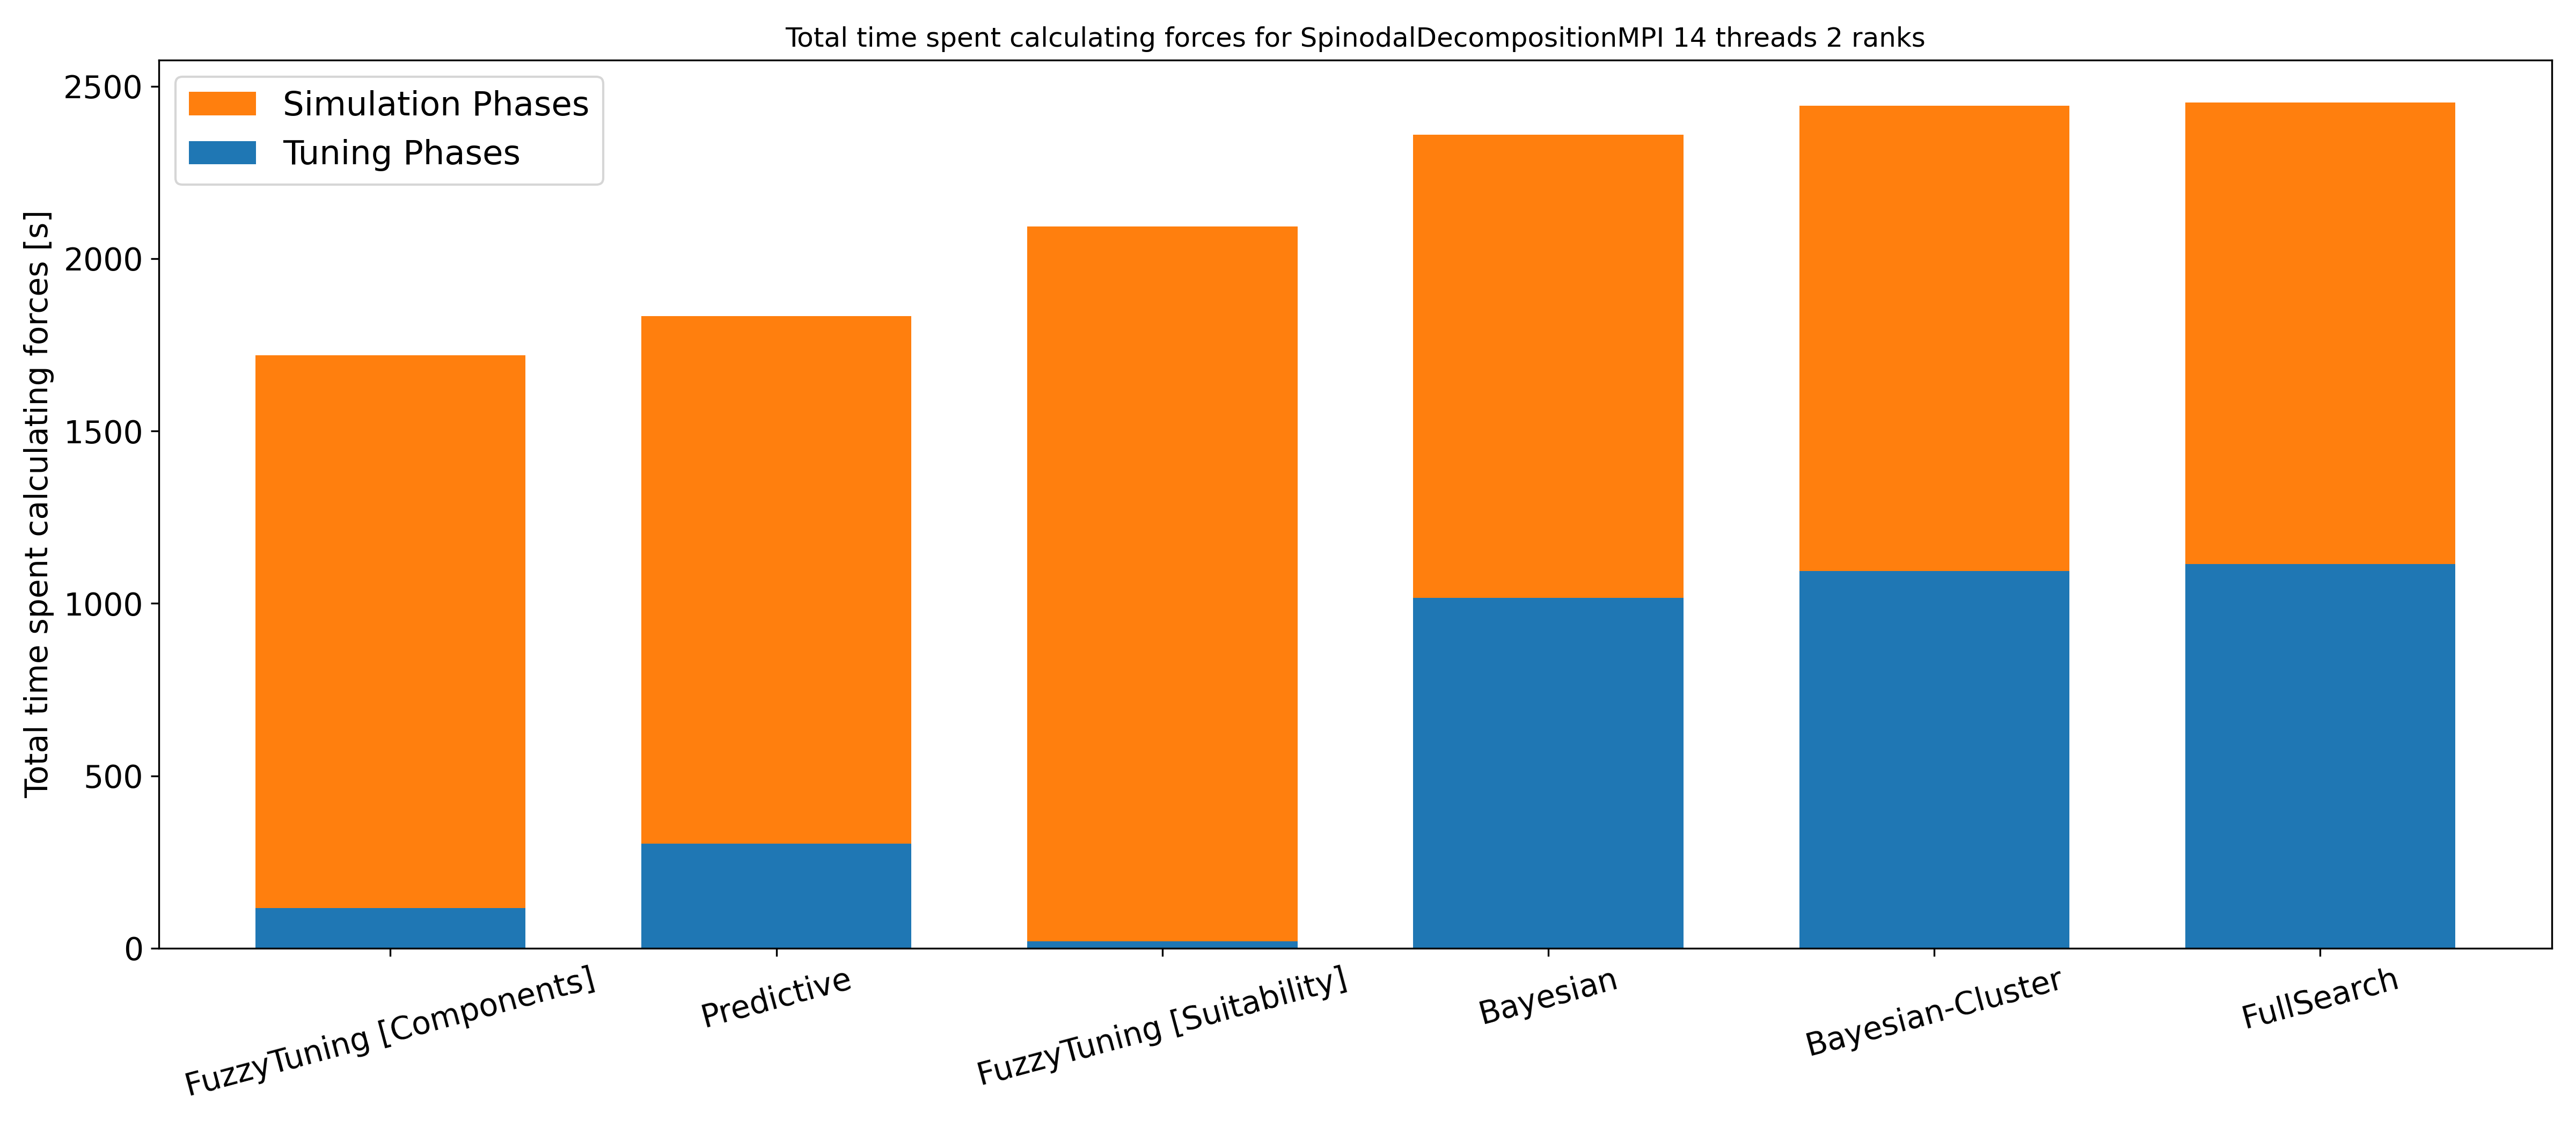 Total time spent calculating forces for SpinodalDecompositionMPI 14 threads 2 ranks
Simulation Phases
Tuning Phases
Total time spent calculating forces [s]
2500
2000
1500
1000
500
0
FuzzyTuning [Components]
Predictive
FuzzyTuning [Suitability]
Bayesian
Bayesian-Cluster
FullSearch